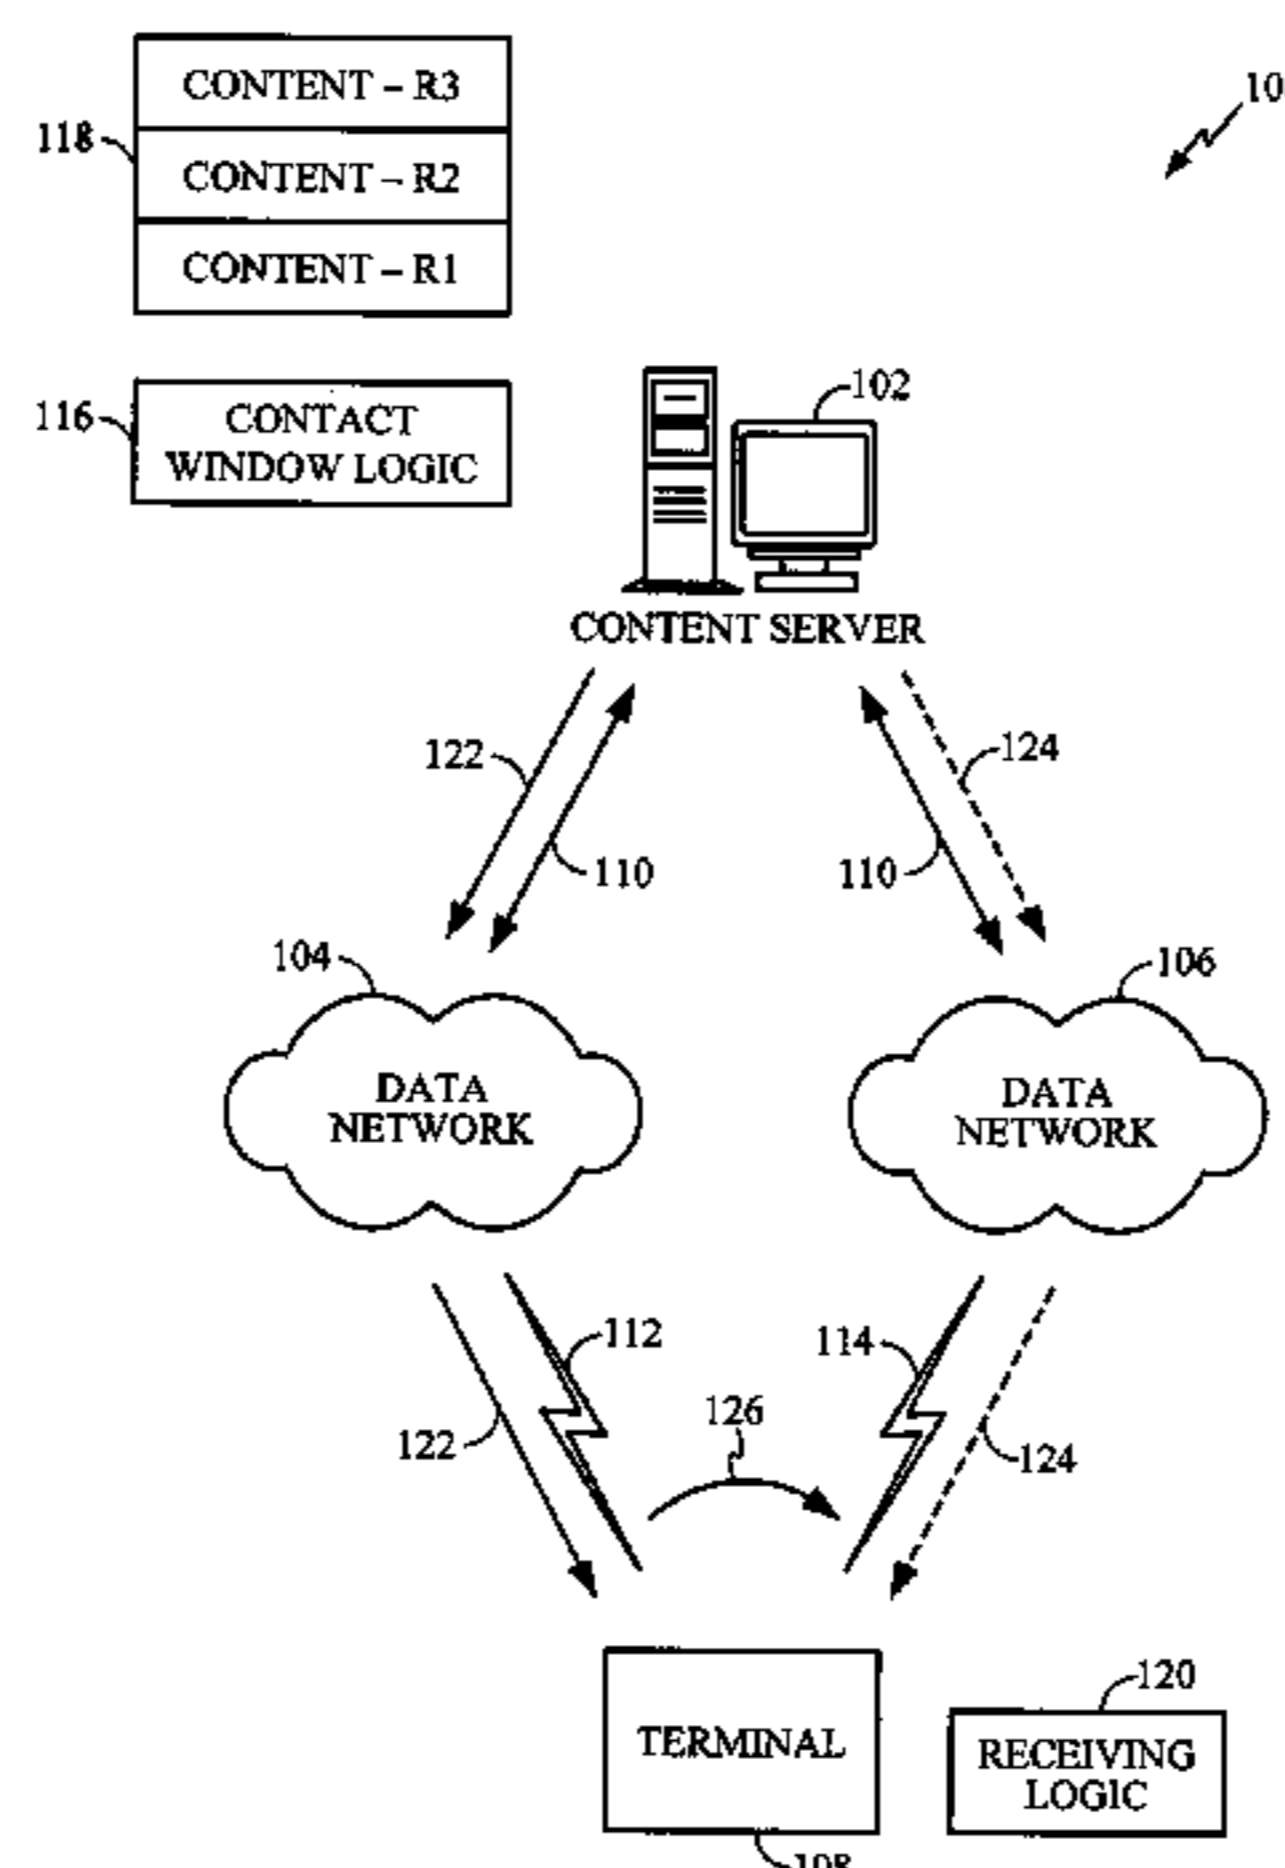 CONTENT – R3
10
118
CONTENT – R2
CONTENT – R1
116
CONTACT
WINDOW LOGIC
102
CONTENT SERVER
122
124
110
110
104
106
DATA
NETWORK
DATA
NETWORK
112
114
126
122
124
120
TERMINAL
RECEIVING
LOGIC
108